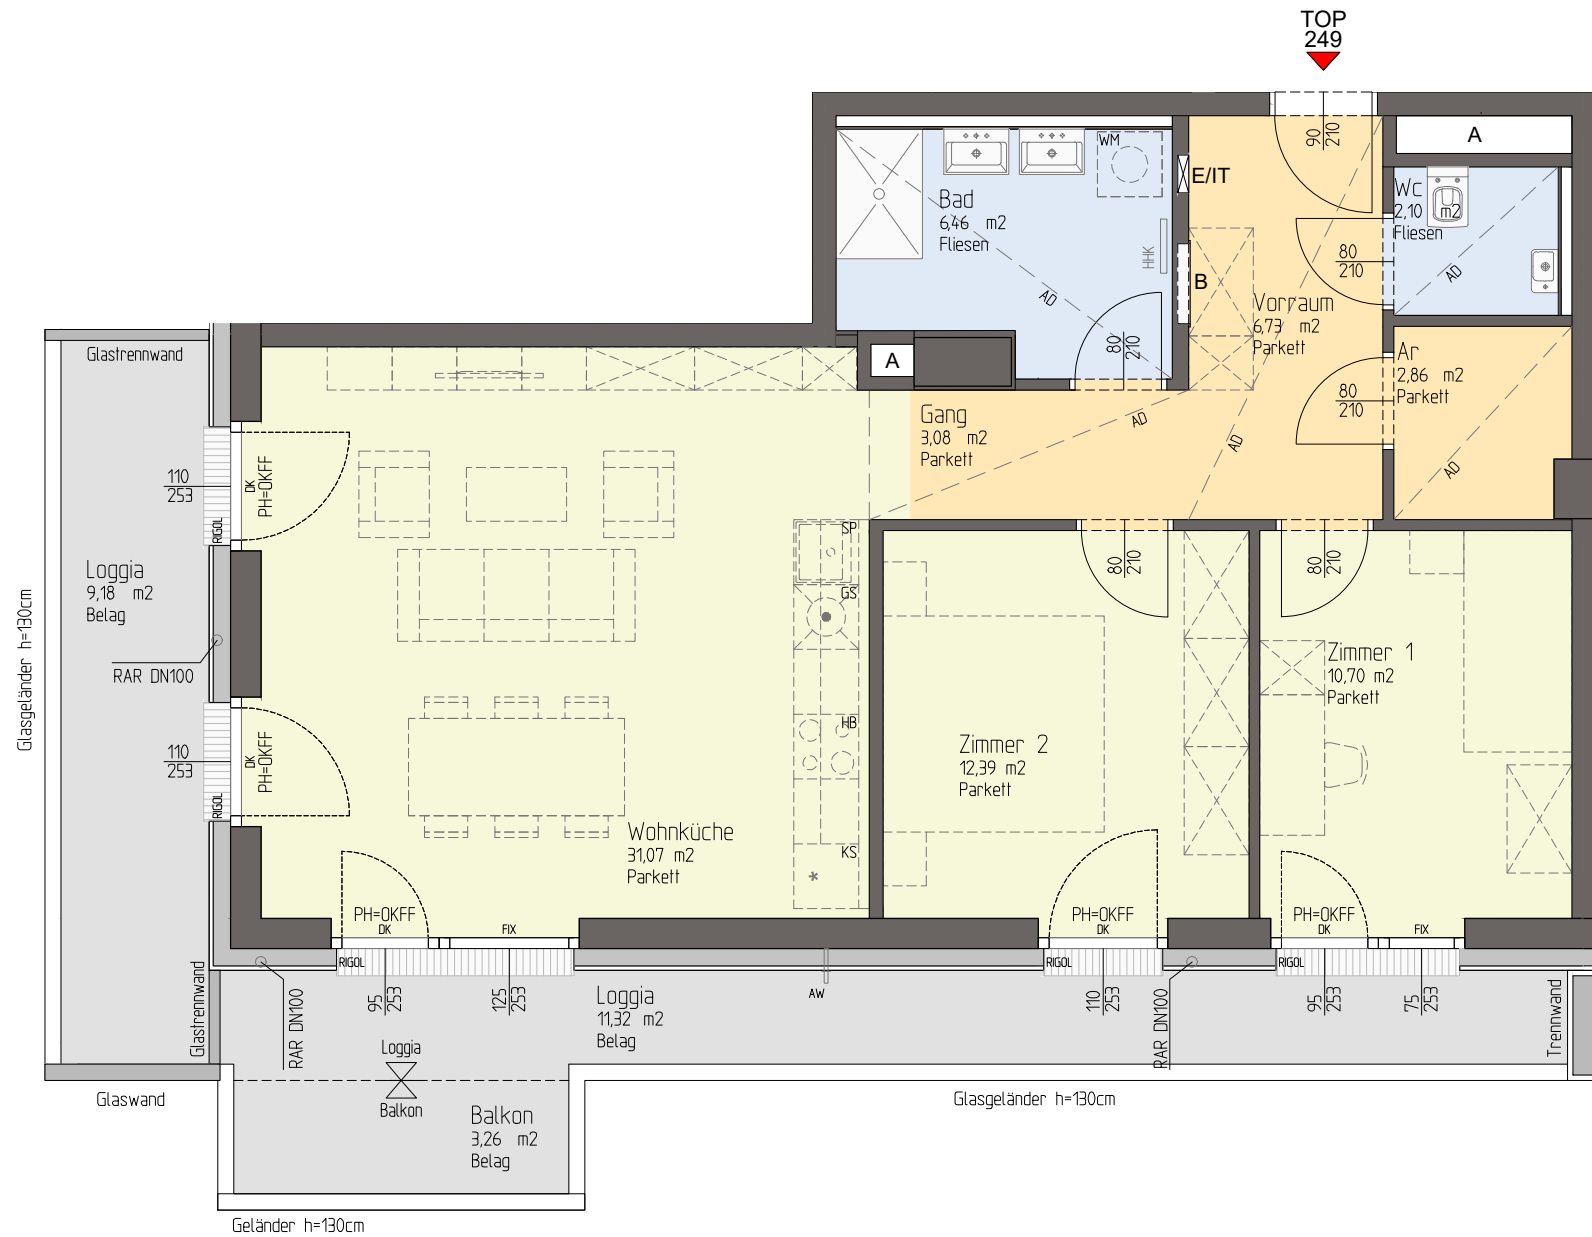 TOP
249
90
210
A
WM
E/IT
Wc
2,10 m2
Fliesen
Bad
6,46 m2
Fliesen
HHK
AD
80
210
AD
B
Vorraum
6,73 m2
Parkett
80
210
Glastrennwand
A
Ar
2,86 m2
Parkett
80
210
AD
Gang
3,08 m2
Parkett
AD
AD
110
253
DK
PH=OKFF
RIGOL
SP
80
210
80
210
Loggia
9,18 m2
Belag
GS
Glasgeländer h=130cm
RAR DN100
Zimmer 1
10,70 m2
Parkett
HB
110
253
DK
PH=OKFF
RIGOL
Zimmer 2
12,39 m2
Parkett
Wohnküche
31,07 m2
Parkett
KS
*
PH=OKFF
DK
FIX
PH=OKFF
DK
PH=OKFF
DK
FIX
RIGOL
RIGOL
RIGOL
Glastrennwand
RAR DN100
95
253
125
253
Loggia
11,32 m2
Belag
AW
110
253
RAR DN100
95
253
75
253
Trennwand
Loggia
Balkon
Glaswand
Glasgeländer h=130cm
Balkon
3,26 m2
Belag
Geländer h=130cm